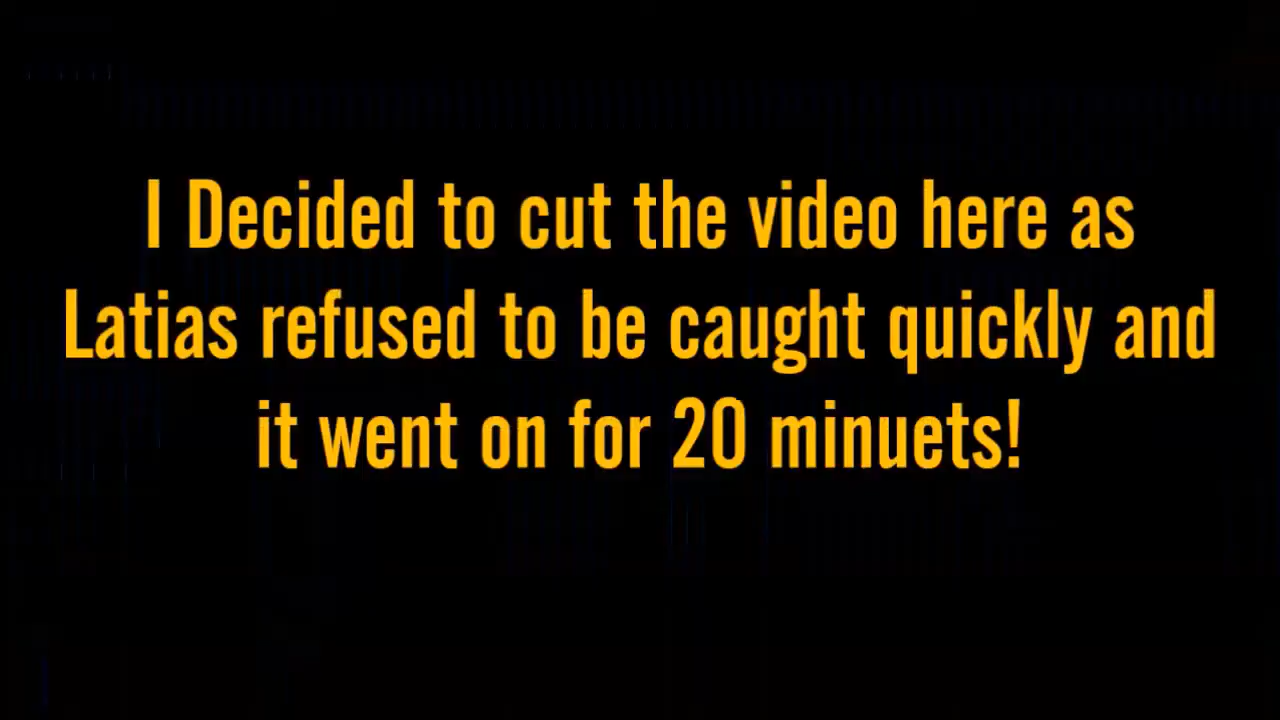 I Decided to cut the video here as
Latias refused to be caught quickly and
it went on for 20 minuets!